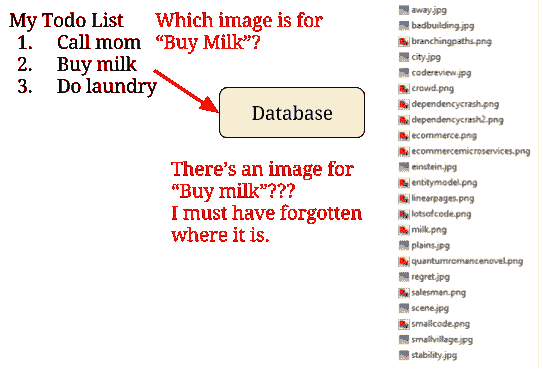 My Todo List
1. Call mom
2. Buy milk
3. Do laundry
Which image is for
“Buy Milk”?
Database
There’s an image for
“Buy milk”???
I must have forgotten
where it is.
away.jpg
badbuilding.jpg
branchingpaths.png
city.jpg
codereview.jpg
crowd.png
dependencycrash.png
dependencycrash2.png
ecommerce.png
ecommercemicroservices.png
einstein.jpg
entitymodel.png
linearpages.png
lotsofcode.png
milk.png
plains.jpg
quantumromancenovel.png
regret.jpg
salesman.png
scene.jpg
smallcode.png
smallvillage.jpg
stability.jpg